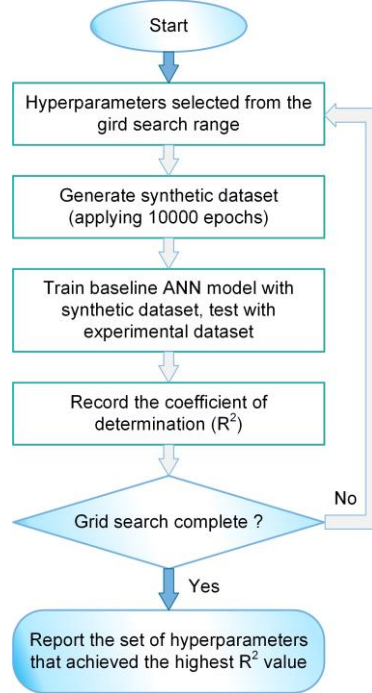 Start
Hyperparameters selected from the
gird search range
Generate synthetic dataset
(applying 10000 epochs)
Train baseline ANN model with
synthetic dataset, test with
experimental dataset
Record the coefficient of
determination (R²)
Grid search complete ?
No
Yes
Report the set of hyperparameters
that achieved the highest R² value